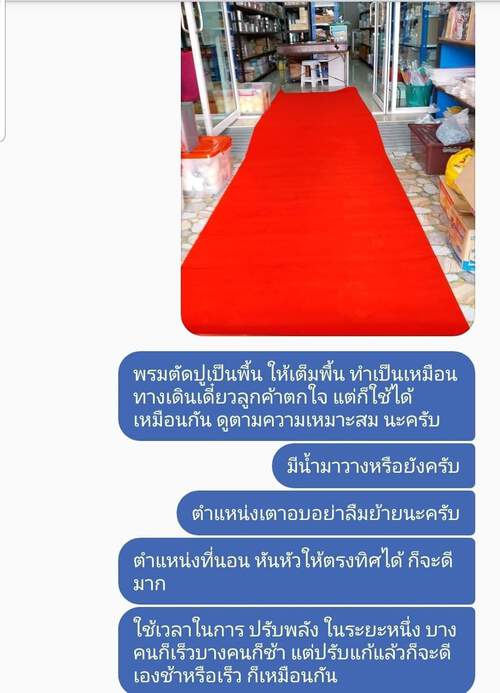 พรมตัดปูเป็นพื้น ให้เต็มพื้น ทำเป็นเหมือน
ทางเดินเดี๋ยวลูกค้าตกใจ แต่ก็ใช้ได้
เหมือนกัน ดูตามความเหมาะสม นะครับ
มีน้ำมาวางหรือยังครับ
ตำแหน่งเตาอบอย่าลืมย้ายนะครับ
ตำแหน่งที่นอน หันหัวให้ตรงทิศได้ ก็จะดี
มาก
ใช้เวลาในการ ปรับพลัง ในระยะหนึ่ง บาง
คนก็เร็วบางคนก็ช้า แต่ปรับแก้แล้วก็จะดี
เองช้าหรือเร็ว ก็เหมือนกัน